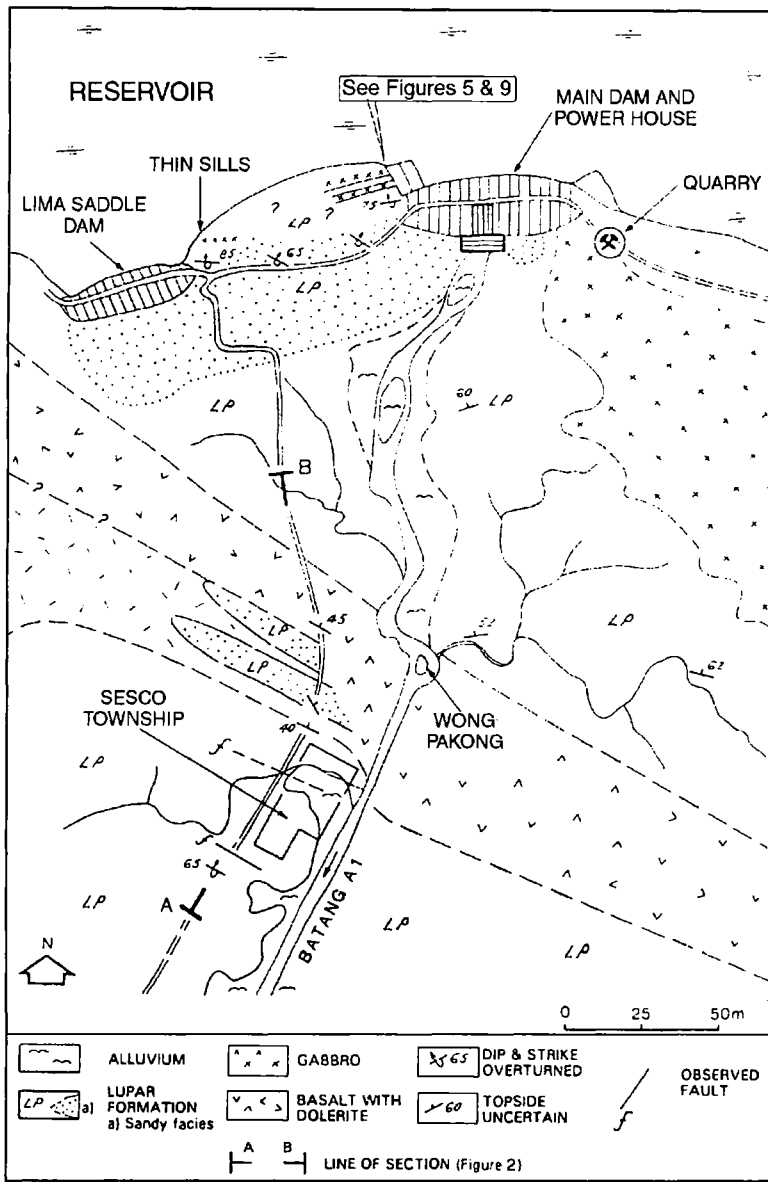 RESERVOIR
See Figures 5 & 9
MAIN DAM AND
POWER HOUSE
THIN SILLS
QUARRY
LIMA SADDLE
DAM
?
LP
?
75
85
65
LP
LP
60
LP
B
LP
45
LP
52
LP
62
SESCO
TOWNSHIP
WONG
PAKONG
40
f
LP
f
65
A
LP
LP
LP
BATANG A1
N
0 25 50m
ALLUVIUM
GABBRO
65 DIP & STRIKE
OVERTURNED
OBSERVED
FAULT
f
LP a) LUPAR
FORMATION
a) Sandy facies
BASALT WITH
DOLERITE
60 TOPSIDE
UNCERTAIN
A B
LINE OF SECTION (Figure 2)